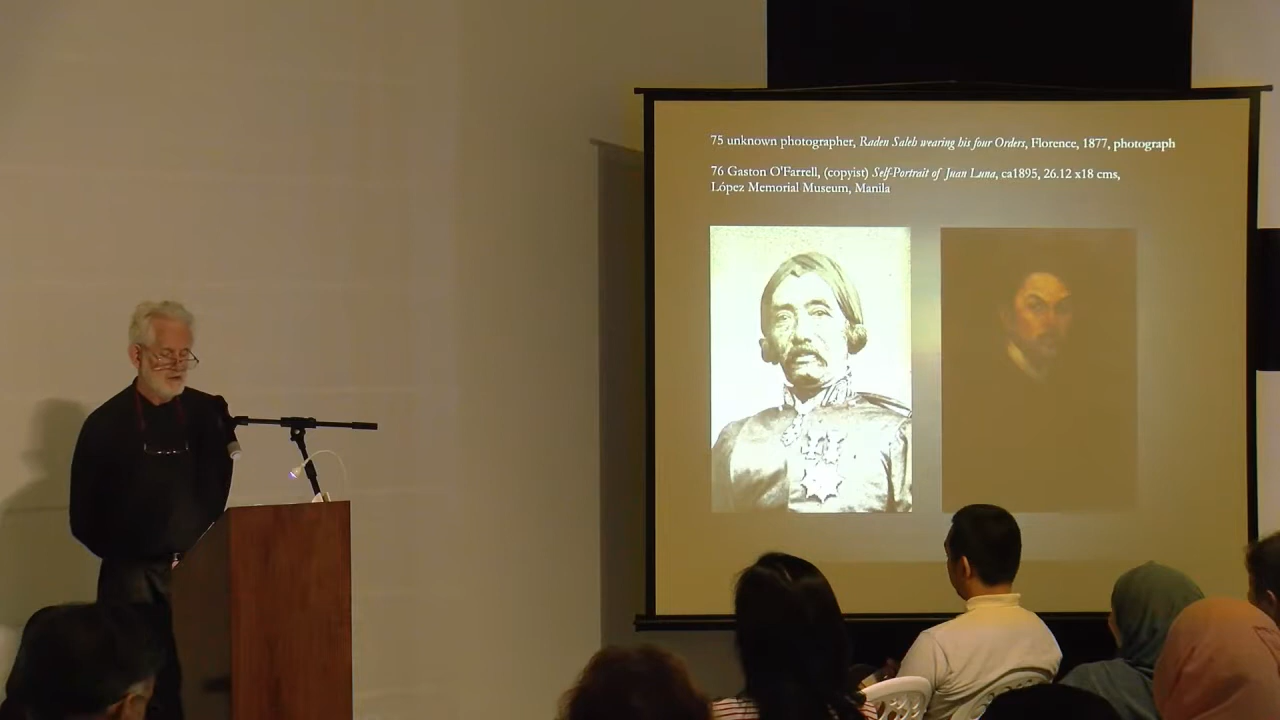 75 unknown photographer, Raden Saleh wearing his four Orders, Florence, 1877, photograph
76 Gaston O'Farrell, (copyist) Self-Portrait of Juan Luna, ca1895, 26.12 x18 cms,
López Memorial Museum, Manila